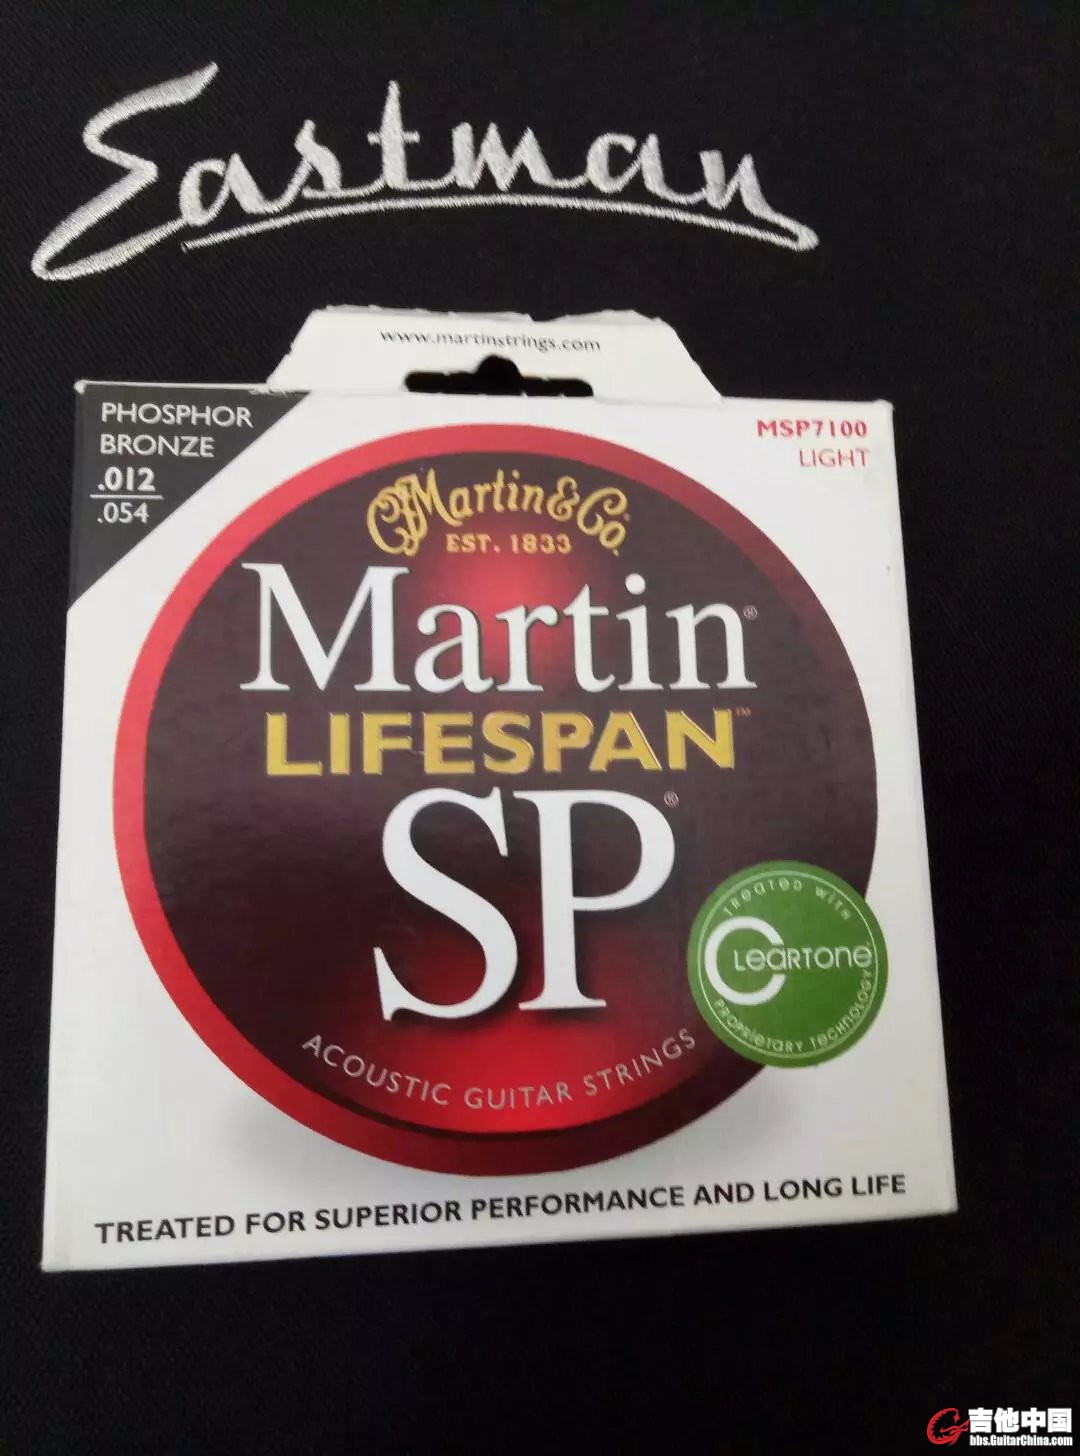 Eastman
www.martinstrings.com
PHOSPHOR
BRONZE
.012
.054
MSP7100
LIGHT
CF Martin & Co.
EST. 1833
Martin®
LIFESPAN™
SP®
ACOUSTIC GUITAR STRINGS
TREATED WITH
CLEARTONE
PROPRIETARY TECHNOLOGY
TREATED FOR SUPERIOR PERFORMANCE AND LONG LIFE
吉他中国
bbs.GuitarChina.com